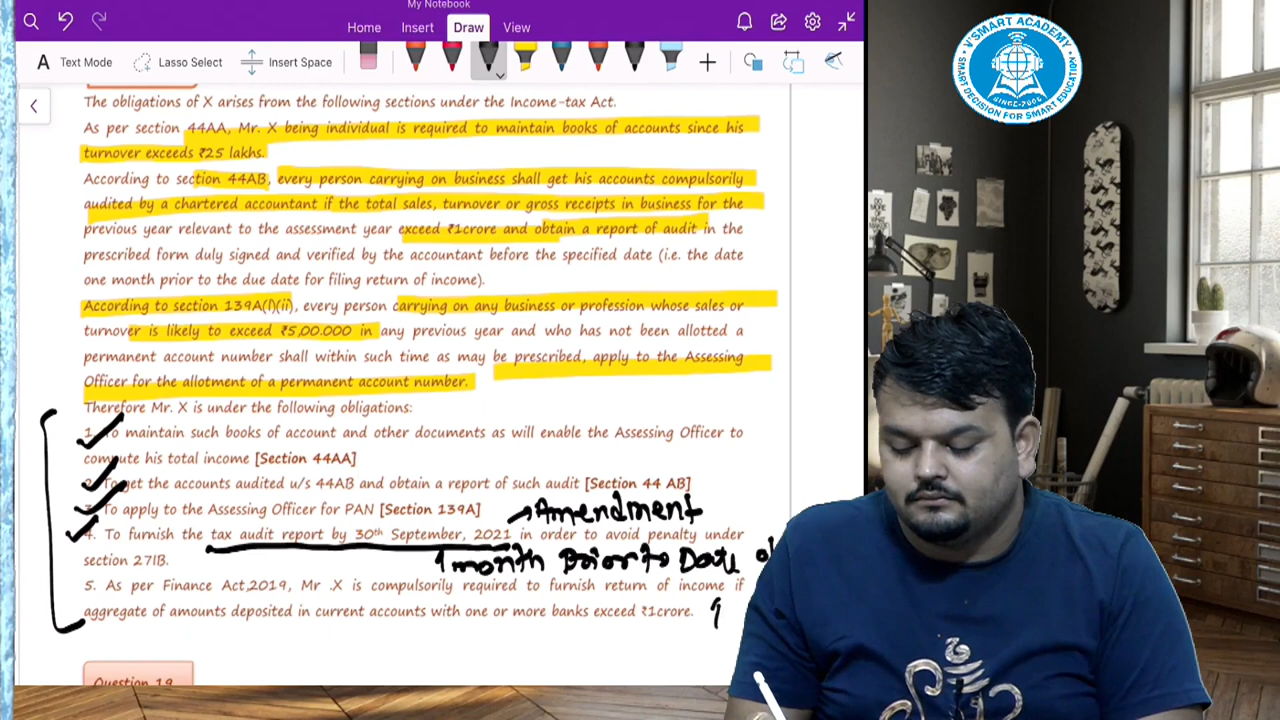 My Notebook
Home Insert Draw View
A Text Mode Lasso Select Insert Space
The obligations of X arises from the following sections under the Income-tax Act.
As per section 44AA, Mr. X being individual is required to maintain books of accounts since his
turnover exceeds ₹25 lakhs.
According to section 44AB, every person carrying on business shall get his accounts compulsorily
audited by a chartered accountant if the total sales, turnover or gross receipts in business for the
previous year relevant to the assessment year exceed ₹1crore and obtain a report of audit in the
prescribed form duly signed and verified by the accountant before the specified date (i.e. the date
one month prior to the due date for filing return of income).
According to section 139A(l)(ii), every person carrying on any business or profession whose sales or
turnover is likely to exceed ₹5,00.000 in any previous year and who has not been allotted a
permanent account number shall within such time as may be prescribed, apply to the Assessing
Officer for the allotment of a permanent account number.
Therefore Mr. X is under the following obligations:
1. To maintain such books of account and other documents as will enable the Assessing Officer to
compute his total income [Section 44AA]
2. To get the accounts audited u/s 44AB and obtain a report of such audit [Section 44 AB]
3. To apply to the Assessing Officer for PAN [Section 139A]
→Amendment
4. To furnish the tax audit report by 30th September, 2021 in order to avoid penalty under
section 271B.
1 month Prior to Date
5. As per Finance Act,2019, Mr .X is compulsorily required to furnish return of income if
aggregate of amounts deposited in current accounts with one or more banks exceed ₹1crore.
Question 19
V'SMART ACADEMY
SMART DECISION FOR SMART EDUCATION